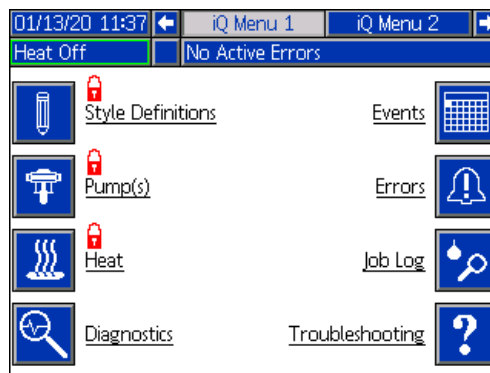 01/13/20 11:37 iQ Menu 1 iQ Menu 2
Heat Off No Active Errors
Style Definitions Events
Pump(s) Errors
Heat Job Log
Diagnostics Troubleshooting ?